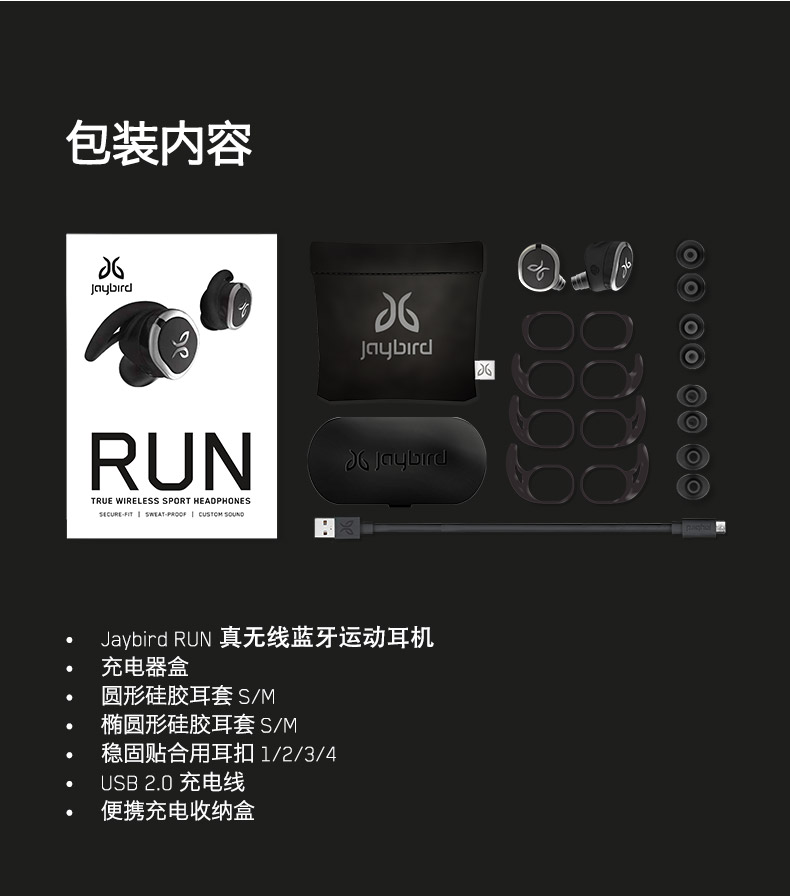 包装内容
jaybird
RUN
TRUE WIRELESS SPORT HEADPHONES
SECURE-FIT | SWEAT-PROOF | CUSTOM SOUND
jaybird
jaybird
Jaybird RUN 真无线蓝牙运动耳机
充电器盒
圆形硅胶耳套 S/M
椭圆形硅胶耳套 S/M
稳固贴合用耳扣 1/2/3/4
USB 2.0 充电线
便携充电收纳盒